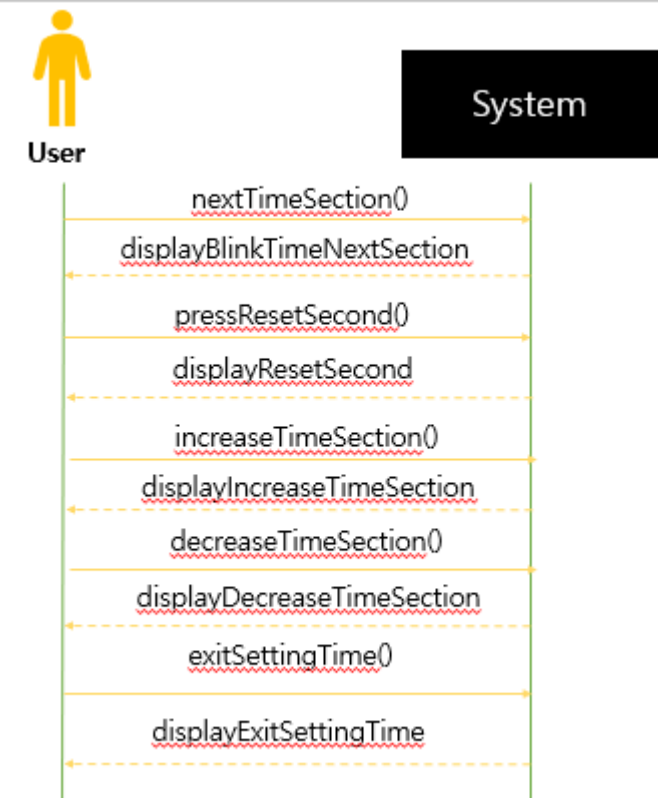 System
User
nextTimeSection()
displayBlinkTimeNextSection
pressResetSecond()
displayResetSecond
increaseTimeSection()
displayIncreaseTimeSection
decreaseTimeSection()
displayDecreaseTimeSection
exitSettingTime()
displayExitSettingTime